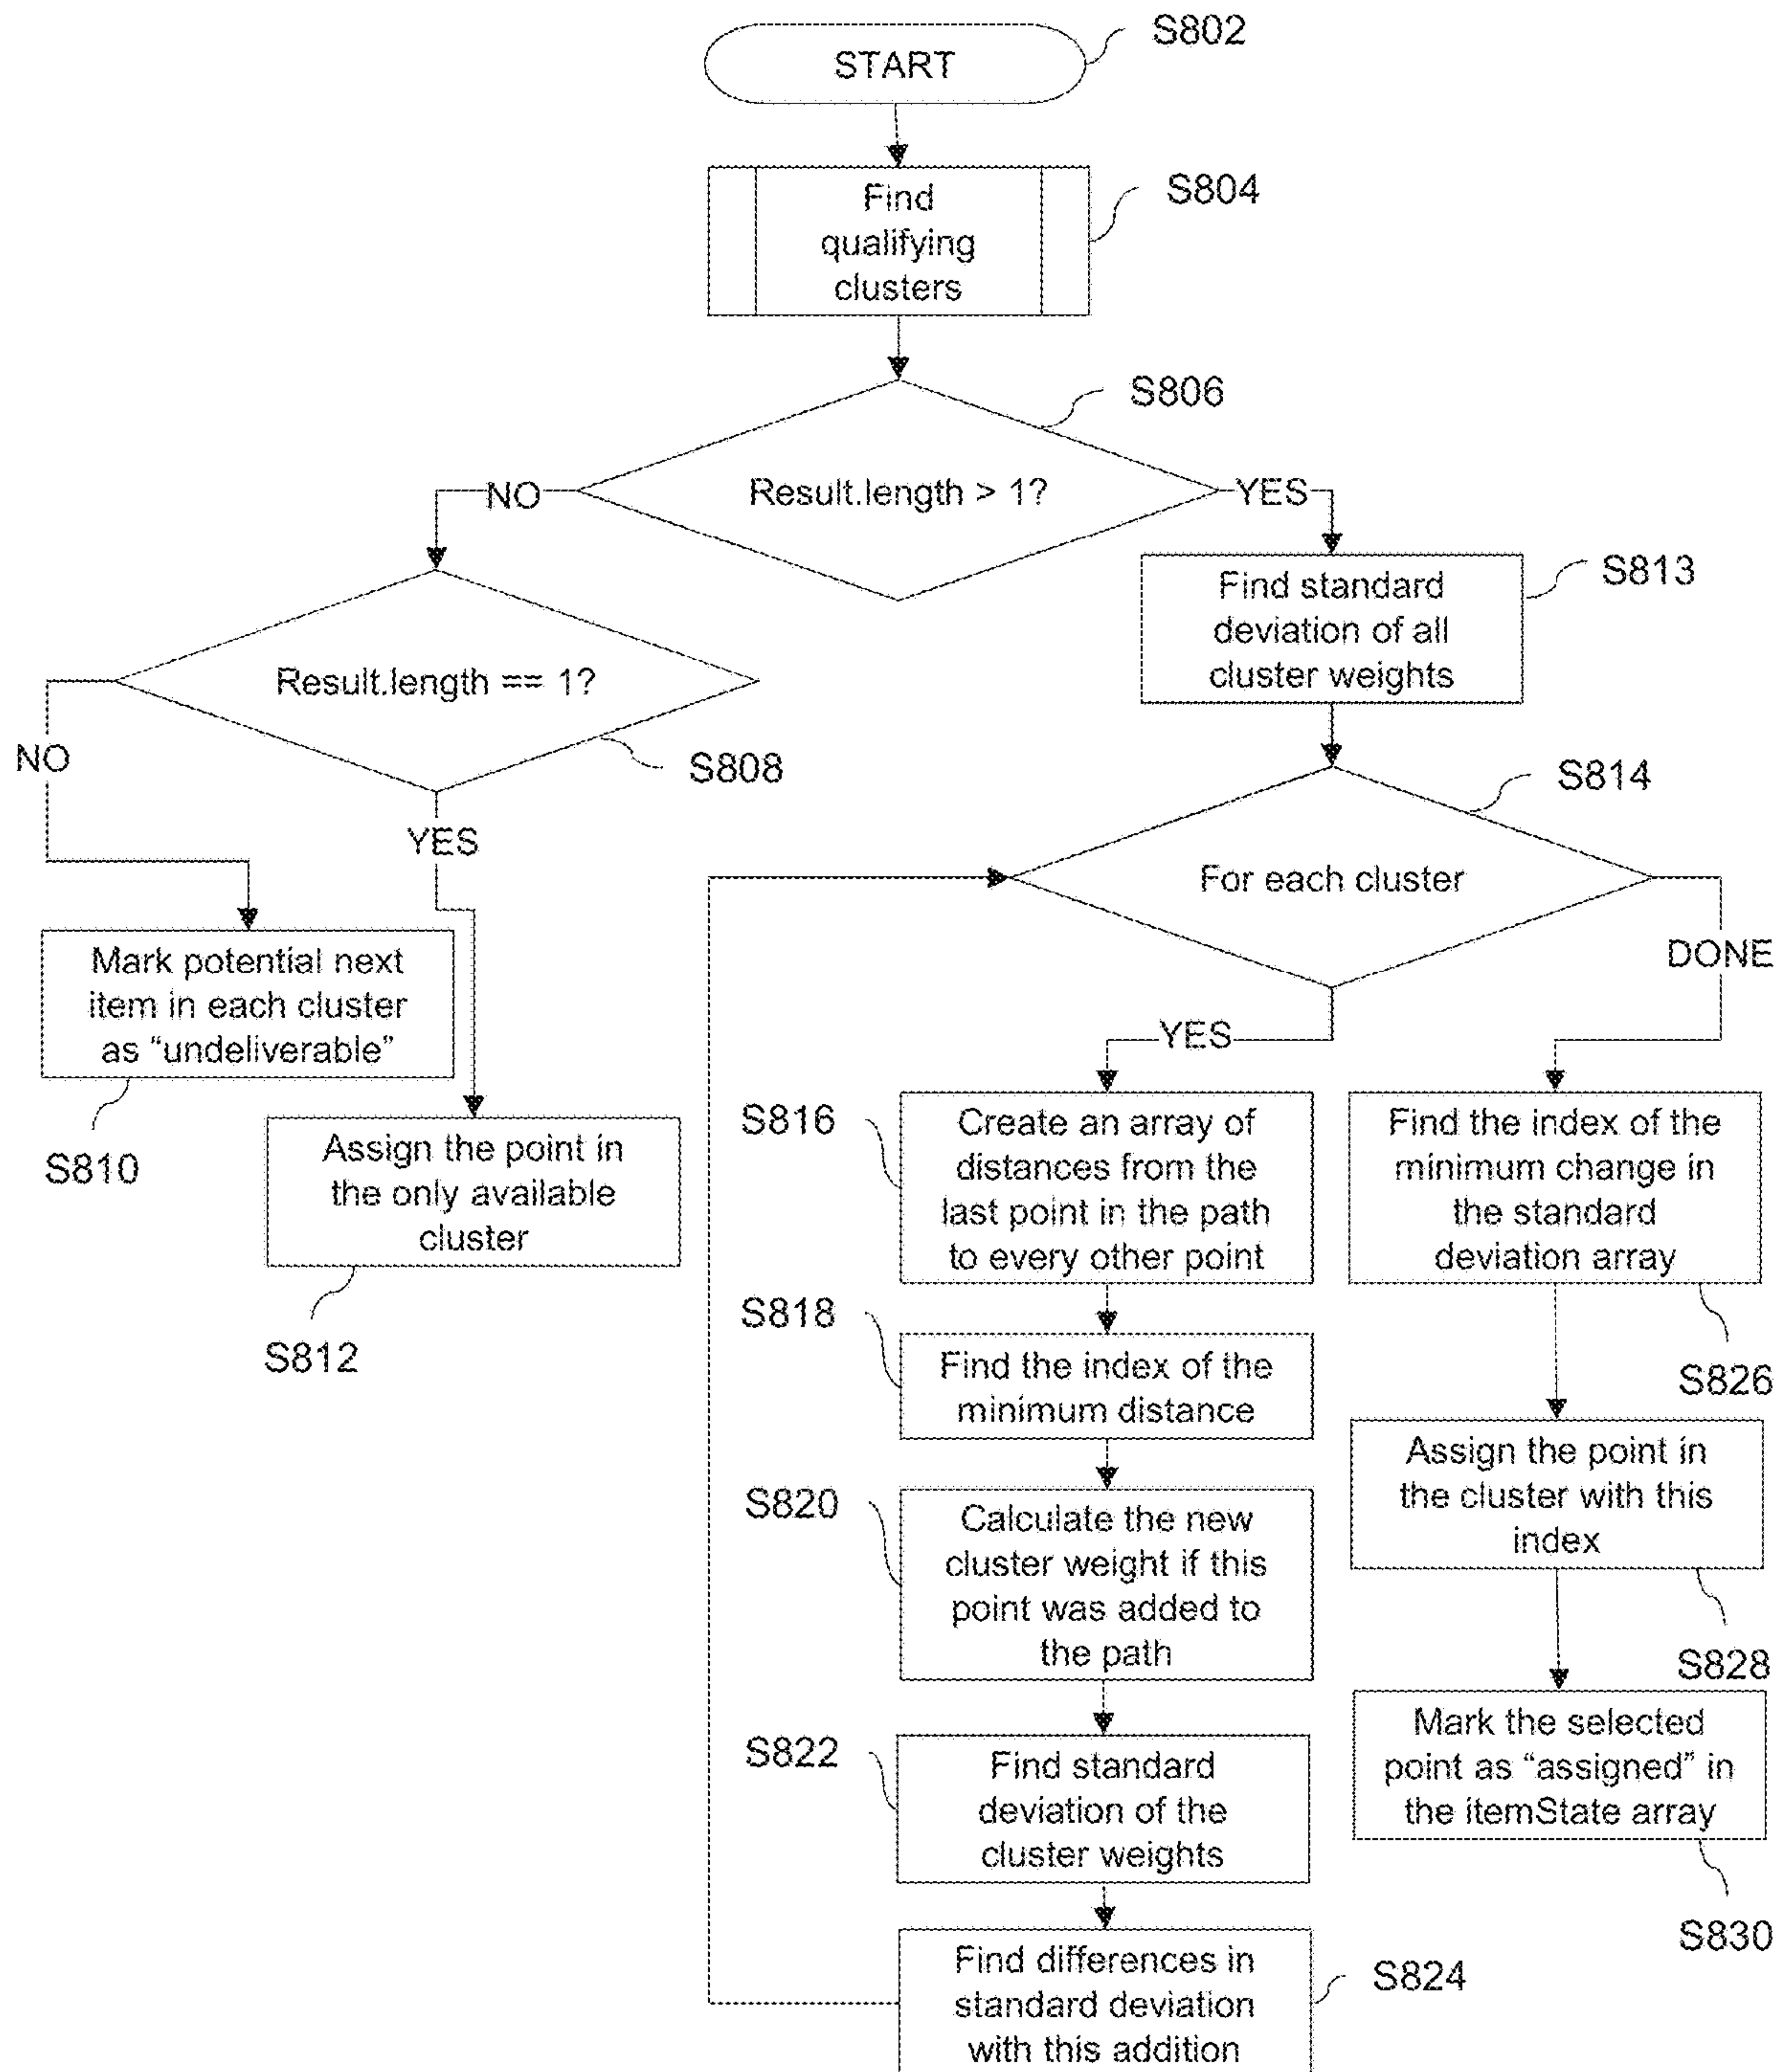 START
S802
Find
qualifying
clusters
S804
Result.length > 1?
S806
NO
YES
Result.length == 1?
S808
NO
YES
Mark potential next
item in each cluster
as “undeliverable”
S810
Assign the point in
the only available
cluster
S812
Find standard
deviation of all
cluster weights
S813
For each cluster
S814
YES
DONE
Create an array of
distances from the
last point in the path
to every other point
S816
Find the index of the
minimum distance
S818
Calculate the new
cluster weight if this
point was added to
the path
S820
Find standard
deviation of the
cluster weights
S822
Find differences in
standard deviation
with this addition
S824
Find the index of the
minimum change in
the standard
deviation array
S826
Assign the point in
the cluster with this
index
S828
Mark the selected
point as “assigned” in
the itemState array
S830